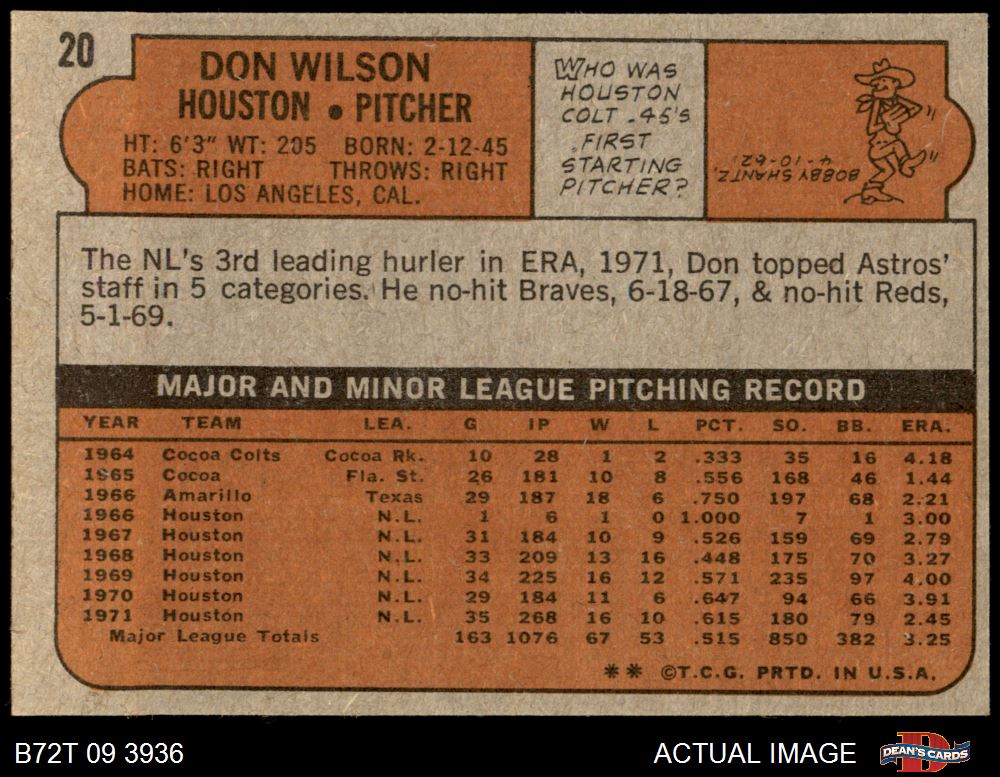 20
DON WILSON
HOUSTON • PITCHER
HT: 6'3" WT: 205 BORN: 2-12-45
BATS: RIGHT THROWS: RIGHT
HOME: LOS ANGELES, CAL.
WHO WAS
HOUSTON
COLT .45'S
FIRST
STARTING
PITCHER?
BOBBY SHANTZ,
4-10-62.
The NL's 3rd leading hurler in ERA, 1971, Don topped Astros'
staff in 5 categories. He no-hit Braves, 6-18-67, & no-hit Reds,
5-1-69.
MAJOR AND MINOR LEAGUE PITCHING RECORD
YEAR TEAM LEA. G IP W L PCT. SO. BB. ERA.
1964 Cocoa Colts Cocoa Rk. 10 28 1 2 .333 35 16 4.18
1965 Cocoa Fla. St. 26 181 10 8 .556 168 46 1.44
1966 Amarillo Texas 29 187 18 6 .750 197 68 2.21
1966 Houston N.L. 1 6 1 0 1.000 7 1 3.00
1967 Houston N.L. 31 184 10 9 .526 159 69 2.79
1968 Houston N.L. 33 209 13 16 .448 175 70 3.27
1969 Houston N.L. 34 225 16 12 .571 235 97 4.00
1970 Houston N.L. 29 184 11 6 .647 94 66 3.91
1971 Houston N.L. 35 268 16 10 .615 180 79 2.45
Major League Totals 163 1076 67 53 .515 850 382 3.25
** ©T.C.G. PRTD. IN U.S.A.
B72T 09 3936 ACTUAL IMAGE D DEAN'S CARDS